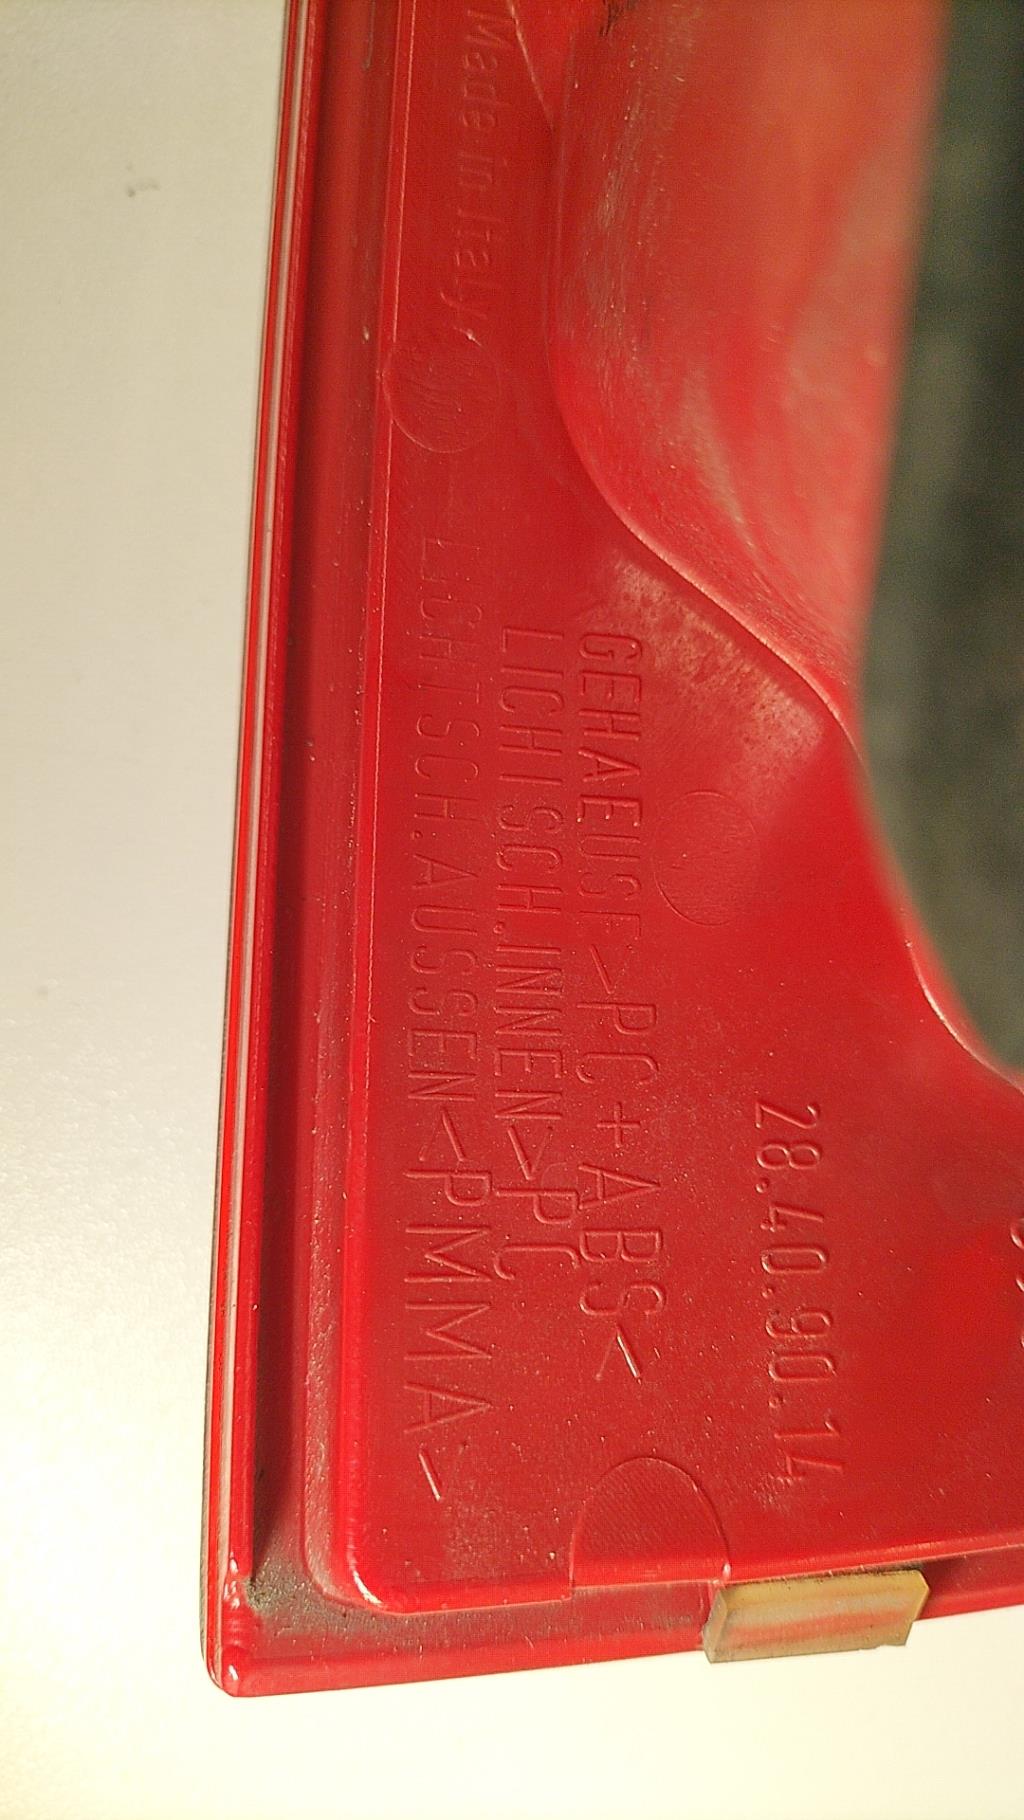 28.40.90.14
GEHAEUSE>PC+ABS<
LICHTSCH.INNEN>PC
LICHTSCH.AUSSEN>PMMA<
Made in Italy